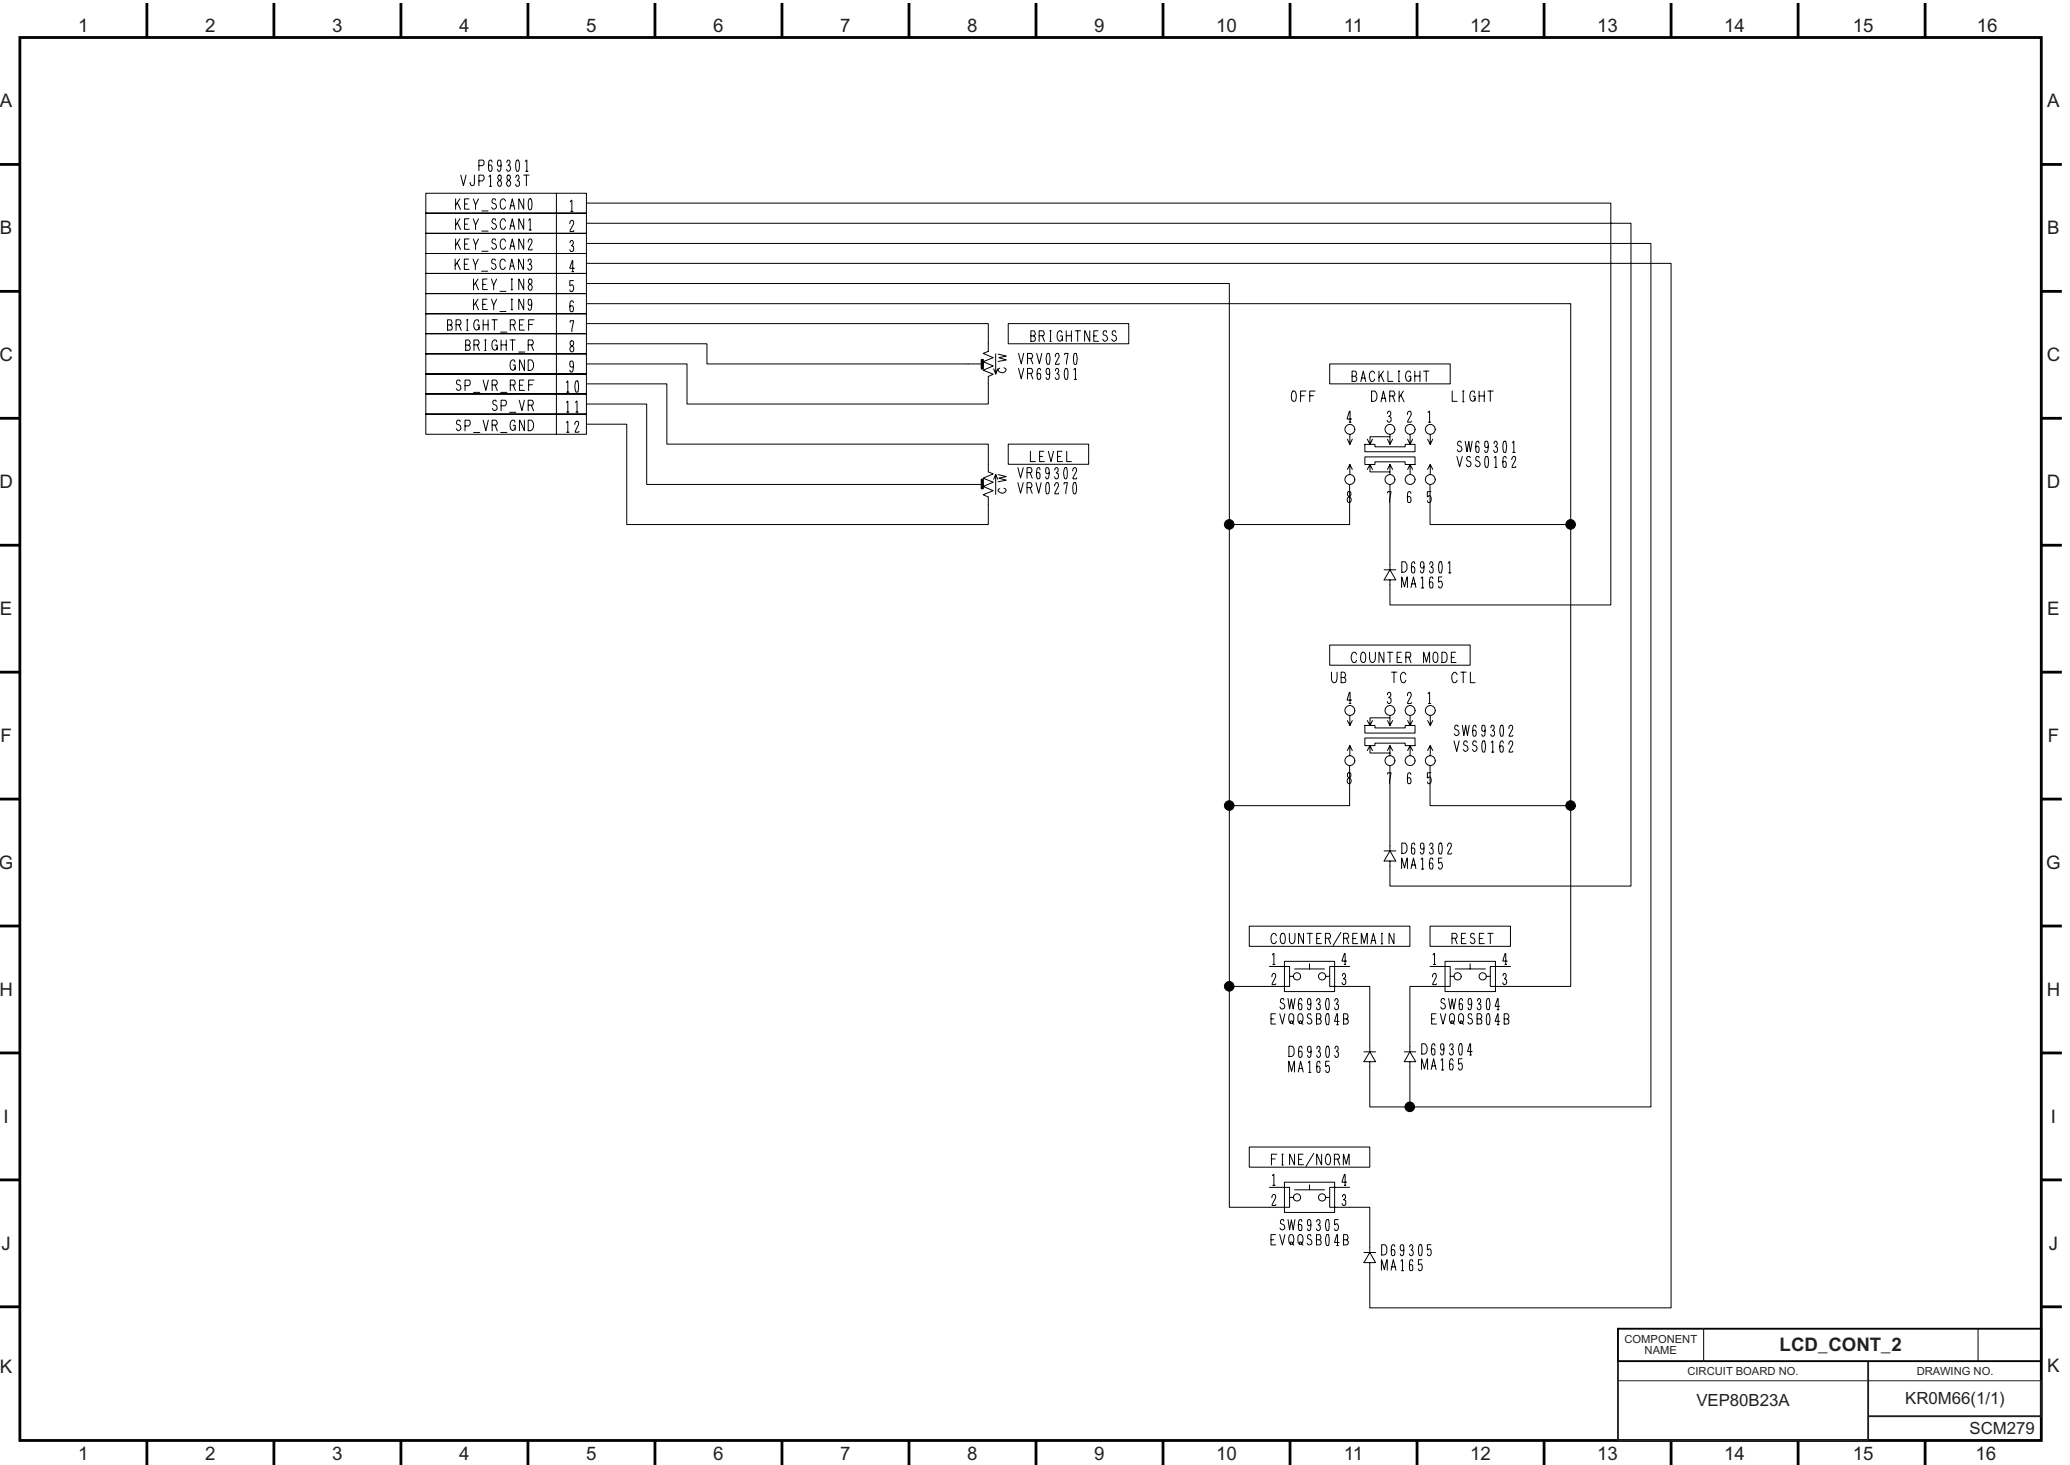 1 2 3 4 5 6 7 8 9 10 11 12 13 14 15 16
A A
P69301
VJP1883T
KEY_SCAN0 1
B KEY_SCAN1 2 B
KEY_SCAN2 3
KEY_SCAN3 4
KEY_IN8 5
KEY_IN9 6
BRIGHT_REF 7
BRIGHT_R 8
GND 9
SP_VR_REF 10
SP_VR 11
SP_VR_GND 12
C C
BRIGHTNESS
CW
VRV0270
VR69301
LEVEL
CW
VR69302
VRV0270
BACKLIGHT
OFF DARK LIGHT
4 3 2 1
SW69301
VSS0162
D D
8 7 6 5
D69301
MA165
E E
COUNTER MODE
UB TC CTL
4 3 2 1
SW69302
VSS0162
F F
8 7 6 5
D69302
MA165
G G
COUNTER/REMAIN RESET
1 4 1 4
2 3 2 3
H H
SW69303 SW69304
EVQQSB04B EVQQSB04B
D69303 D69304
MA165 MA165
I I
FINE/NORM
1 4
2 3
SW69305
EVQQSB04B
J J
D69305
MA165
COMPONENT
NAME
LCD_CONT_2
K K
CIRCUIT BOARD NO. DRAWING NO.
VEP80B23A KR0M66(1/1)
SCM279
1 2 3 4 5 6 7 8 9 10 11 12 13 14 15 16